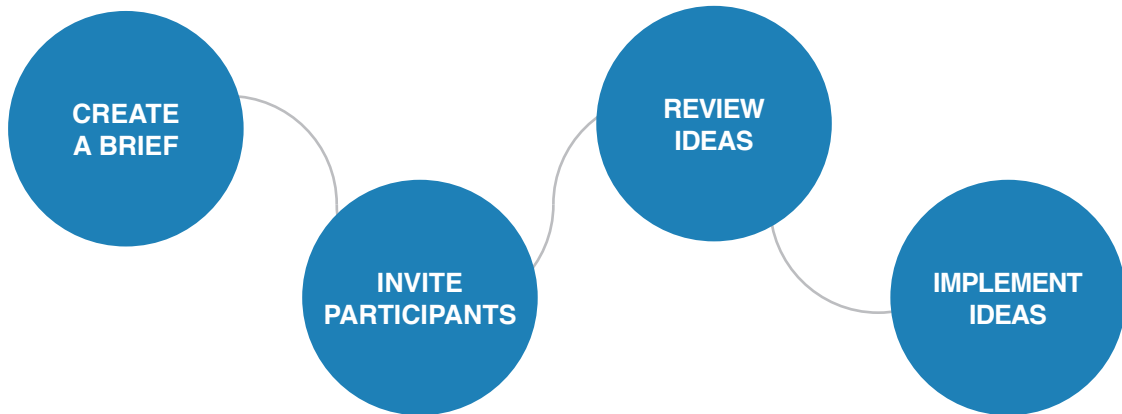 CREATE
A BRIEF
INVITE
PARTICIPANTS
REVIEW
IDEAS
IMPLEMENT
IDEAS